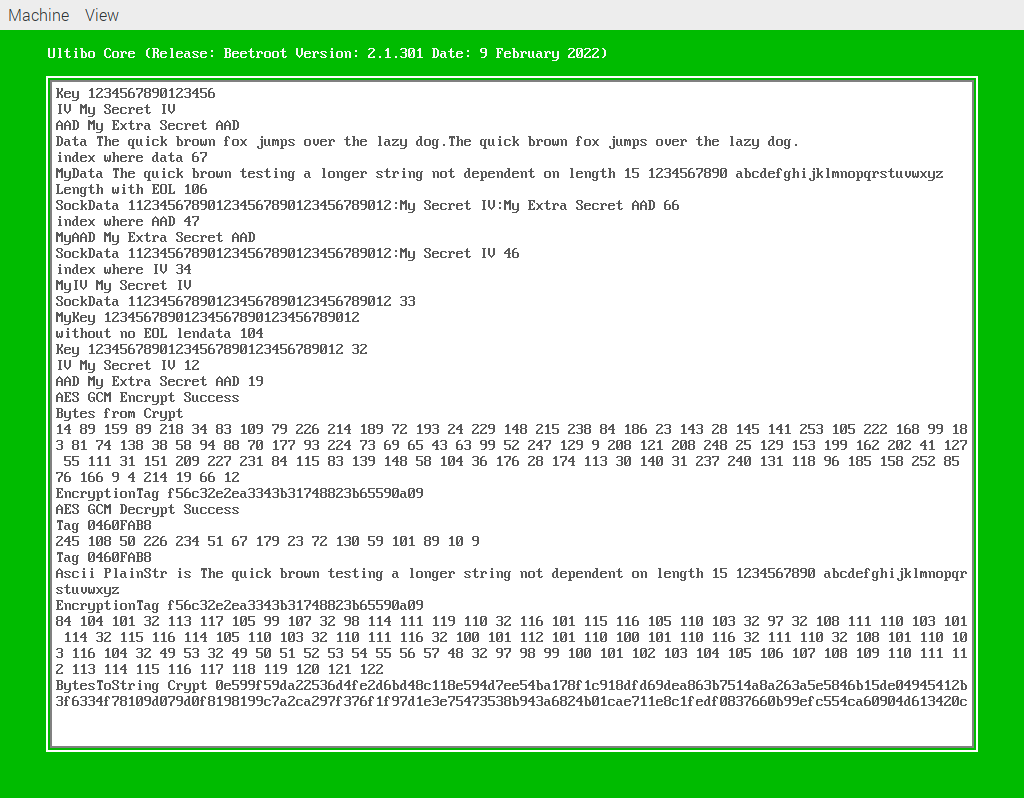 Machine View
Ultibo Core (Release: Beetroot Version: 2.1.301 Date: 9 February 2022)
Key 1234567890123456
IV My Secret IV
AAD My Extra Secret AAD
Data The quick brown fox jumps over the lazy dog.The quick brown fox jumps over the lazy dog.
index where data 67
MyData The quick brown testing a longer string not dependent on length 15 1234567890 abcdefghijklmnopqrstuvwxyz
Length with EOL 106
SockData 112345678901234567890123456789012:My Secret IV:My Extra Secret AAD 66
index where AAD 47
MyAAD My Extra Secret AAD
SockData 112345678901234567890123456789012:My Secret IV 46
index where IV 34
MyIV My Secret IV
SockData 112345678901234567890123456789012 33
MyKey 12345678901234567890123456789012
without no EOL lendata 104
Key 12345678901234567890123456789012 32
IV My Secret IV 12
AAD My Extra Secret AAD 19
AES GCM Encrypt Success
Bytes from Crypt
14 89 159 89 218 34 83 109 79 226 214 189 72 193 24 229 148 215 238 84 186 23 143 28 145 141 253 105 222 168 99 18
3 81 74 138 38 58 94 88 70 177 93 224 73 69 65 43 63 99 52 247 129 9 208 121 208 248 25 129 153 199 162 202 41 127
55 111 31 151 209 227 231 84 115 83 139 148 58 104 36 176 28 174 113 30 140 31 237 240 131 118 96 185 158 252 85
76 166 9 4 214 19 66 12
EncryptionTag f56c32e2ea3343b31748823b65590a09
AES GCM Decrypt Success
Tag 0460FAB8
245 108 50 226 234 51 67 179 23 72 130 59 101 89 10 9
Tag 0460FAB8
Ascii PlainStr is The quick brown testing a longer string not dependent on length 15 1234567890 abcdefghijklmnopqr
stuvwxyz
EncryptionTag f56c32e2ea3343b31748823b65590a09
84 104 101 32 113 117 105 99 107 32 98 114 111 119 110 32 116 101 115 116 105 110 103 32 97 32 108 111 110 103 101
114 32 115 116 114 105 110 103 32 110 111 116 32 100 101 112 101 110 100 101 110 116 32 111 110 32 108 101 110 10
3 116 104 32 49 53 32 49 50 51 52 53 54 55 56 57 48 32 97 98 99 100 101 102 103 104 105 106 107 108 109 110 111 11
2 113 114 115 116 117 118 119 120 121 122
BytesToString Crypt 0e599f59da22536d4fe2d6bd48c118e594d7ee54ba178f1c918dfd69dea863b7514a8a263a5e5846b15de04945412b
3f6334f78109d079d0f8198199c7a2ca297f376f1f97d1e3e75473538b943a6824b01cae711e8c1fedf0837660b99efc554ca60904d613420c